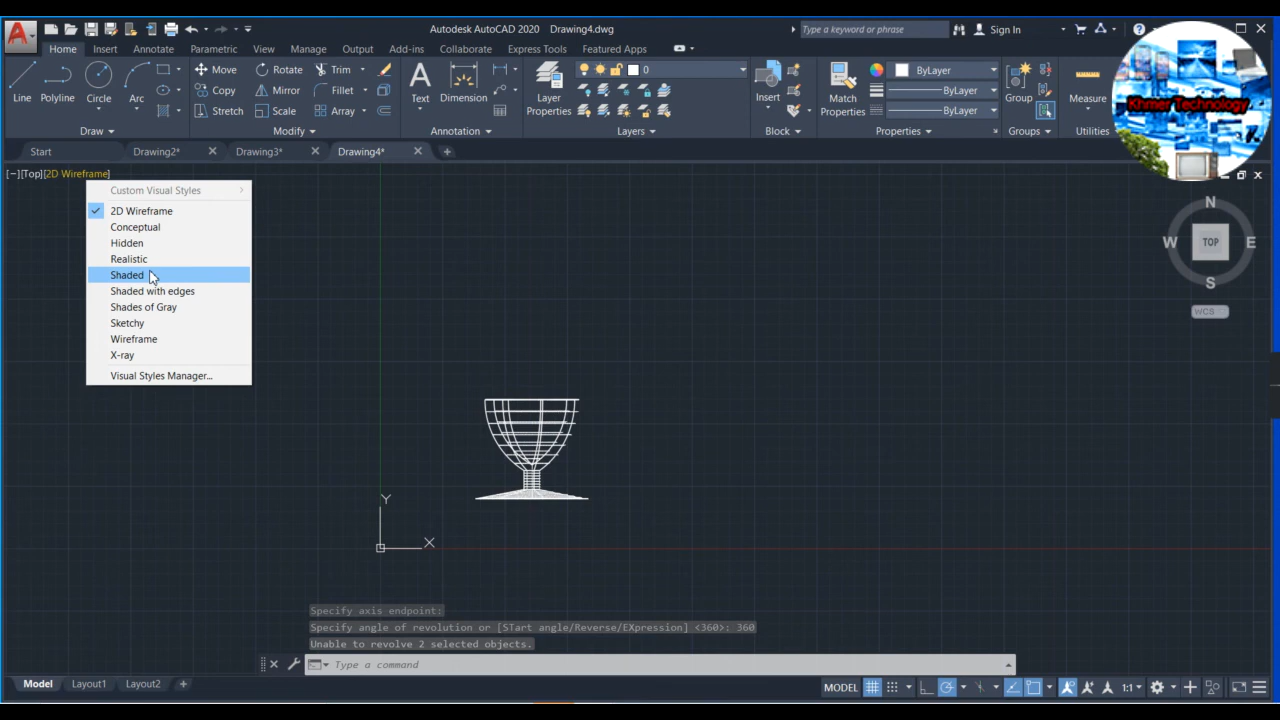 Autodesk AutoCAD 2020 Drawing4.dwg
Type a keyword or phrase
Sign In
Home Insert Annotate Parametric View Manage Output Add-ins Collaborate Express Tools Featured Apps
Line Polyline Circle Arc
Move Rotate Trim
Copy Mirror Fillet
Stretch Scale Array
Text Dimension
Layer
Properties
0
Insert
Match
Properties
ByLayer
ByLayer
ByLayer
Group
Measure
Khmer Technology
Draw Modify Annotation Layers Block Properties Groups Utilities
Start Drawing2* Drawing3* Drawing4*
[−][Top][2D Wireframe]
Custom Visual Styles
2D Wireframe
Conceptual
Hidden
Realistic
Shaded
Shaded with edges
Shades of Gray
Sketchy
Wireframe
X-ray
Visual Styles Manager...
N
W TOP E
S
WCS
Y
X
Specify axis endpoint:
Specify angle of revolution or [STart angle/Reverse/EXpression] <360>: 360
Unable to revolve 2 selected objects.
Type a command
Model Layout1 Layout2
MODEL 1:1